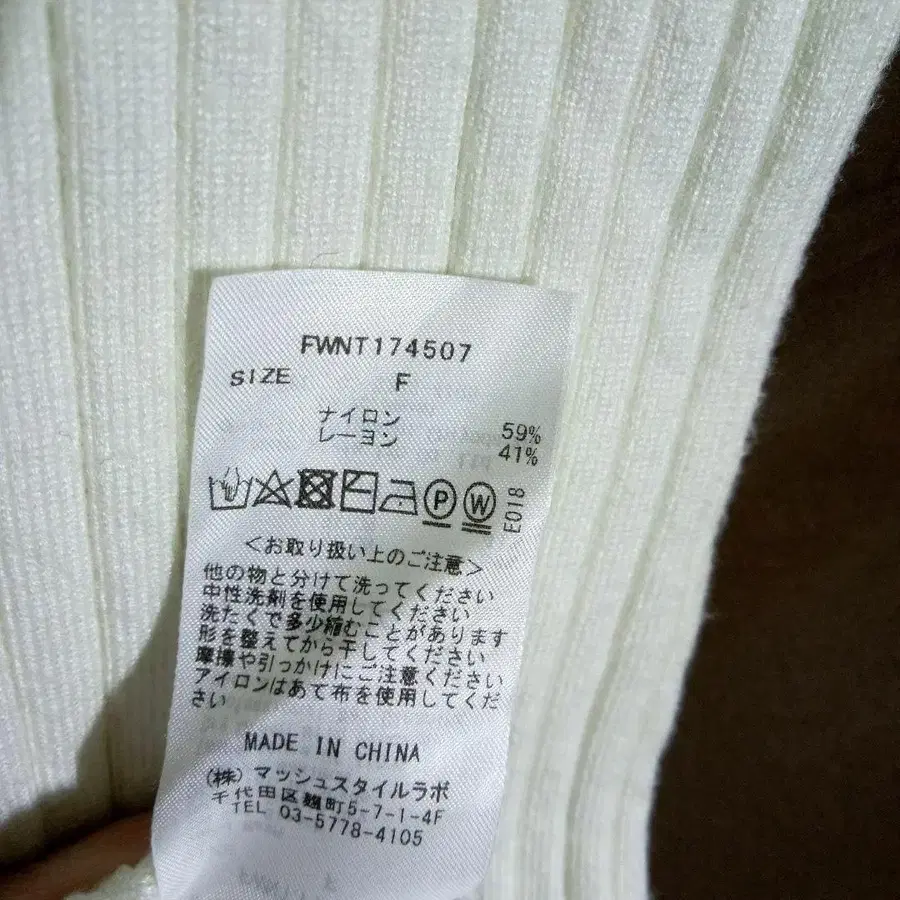 FWNT174507
SIZE F
ナイロン 59%
レーヨン 41%
P W E018
<お取り扱い上のご注意>
他の物と分けて洗ってください
中性洗剤を使用してください
洗たくで多少縮むことがあります
形を整えてから干してください
摩擦や引っかけにご注意ください
アイロンはあて布を使用してくだ
さい
MADE IN CHINA
(株) マッシュスタイルラボ
千代田区麹町5-7-1-4F
TEL 03-5778-4105